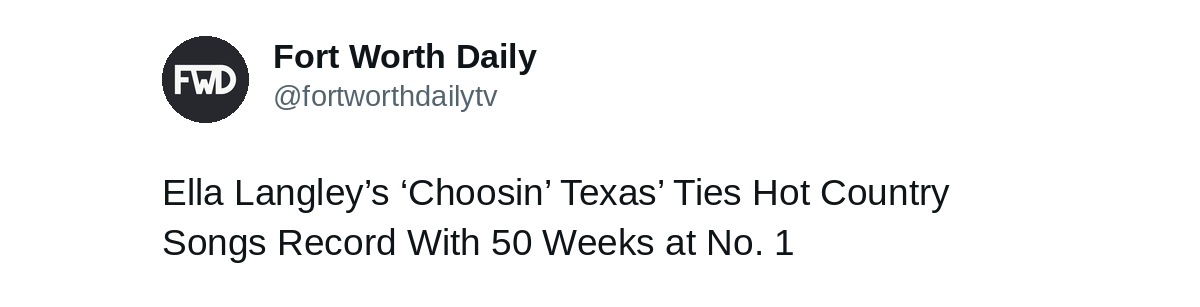 FWD
Fort Worth Daily
@fortworthdailytv
Ella Langley’s ‘Choosin’ Texas’ Ties Hot Country
Songs Record With 50 Weeks at No. 1